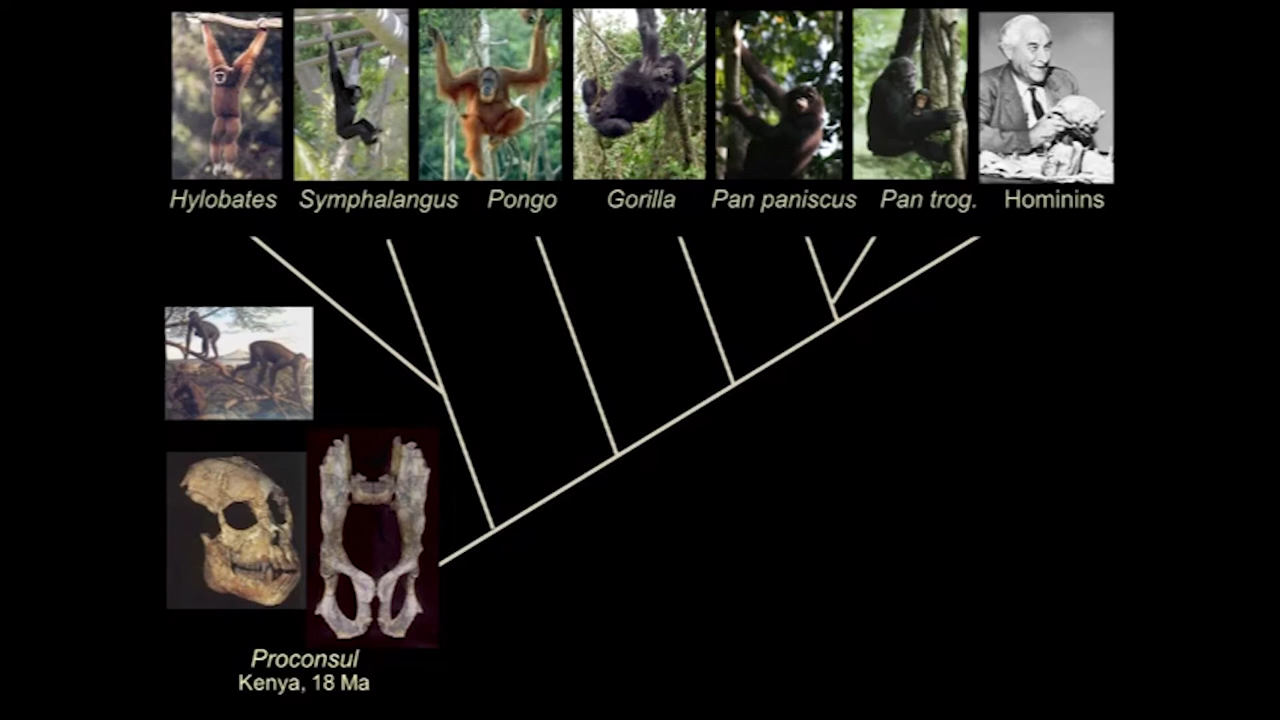 Hylobates Symphalangus Pongo Gorilla Pan paniscus Pan trog. Hominins
Proconsul
Kenya, 18 Ma